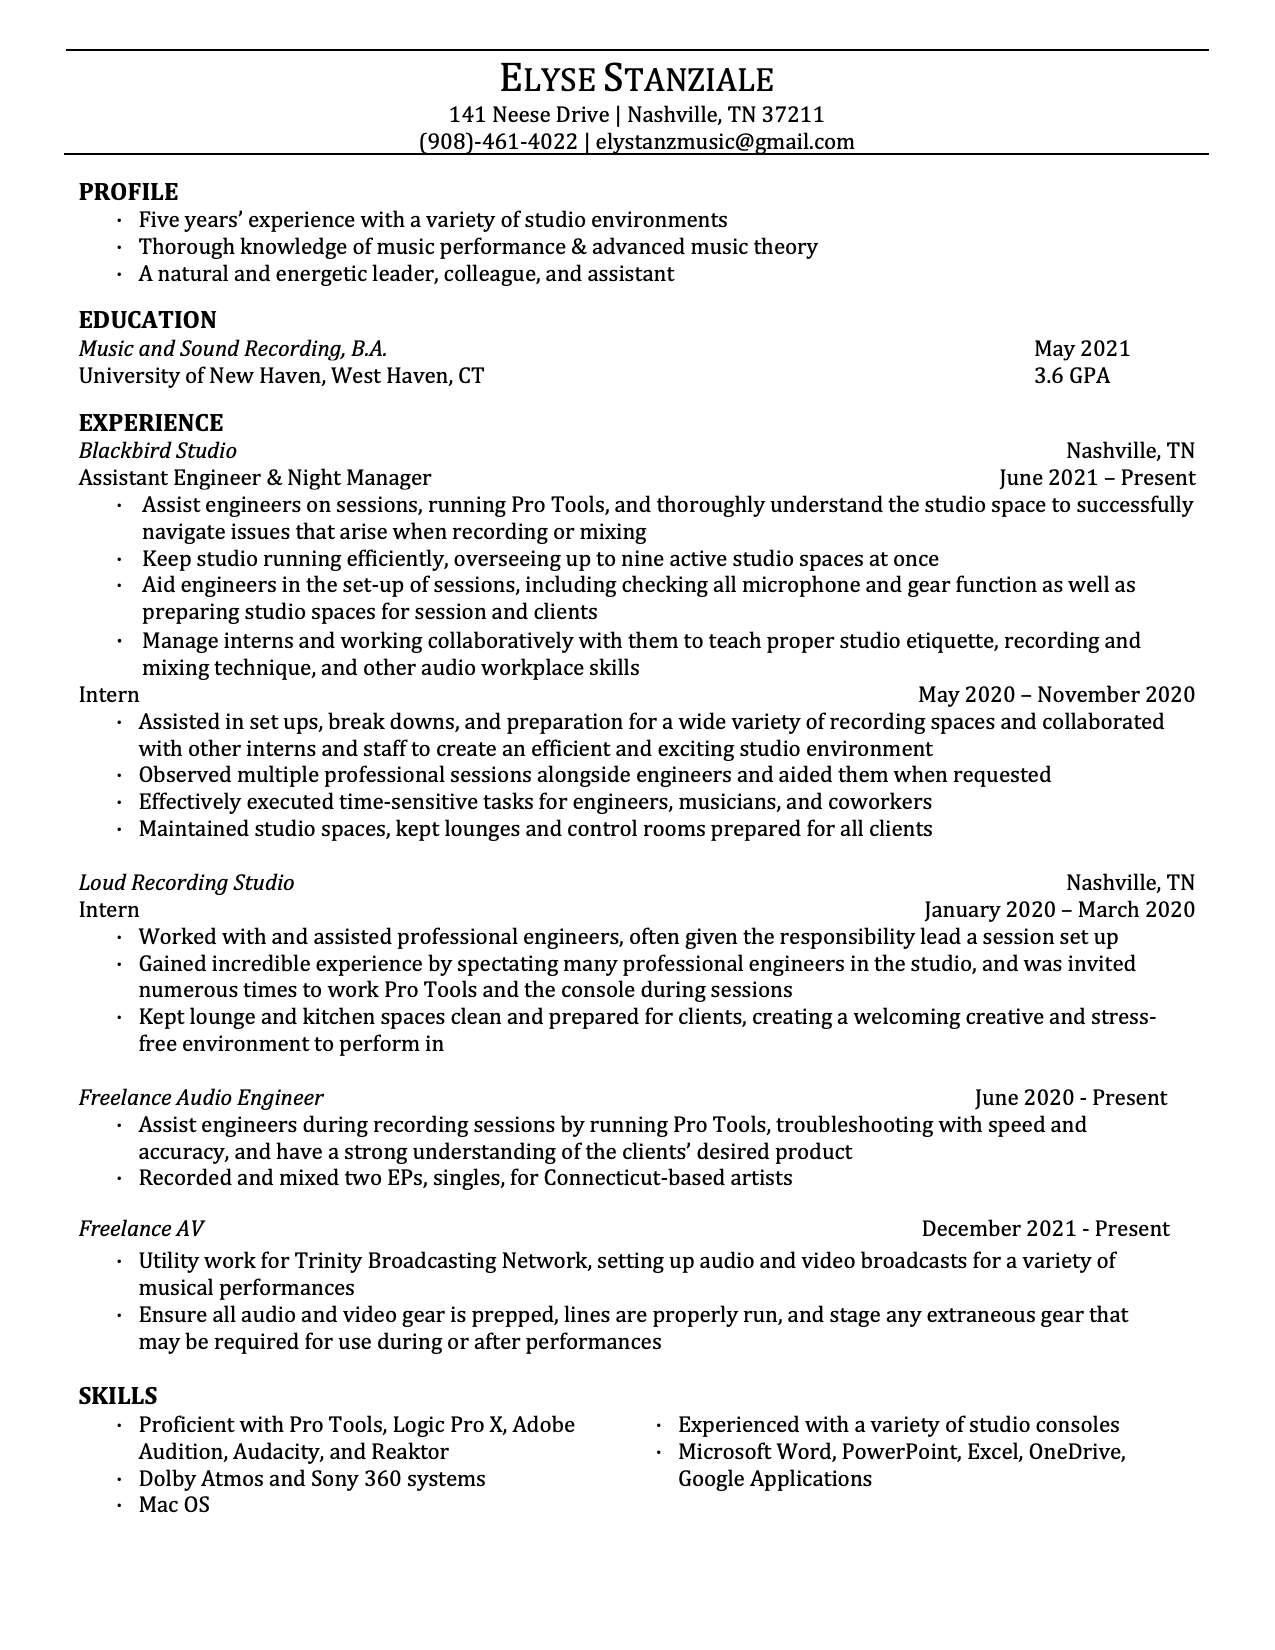 ELYSE STANZIALE
141 Neese Drive | Nashville, TN 37211
(908)-461-4022 | elystanzmusic@gmail.com
PROFILE
· Five years’ experience with a variety of studio environments
· Thorough knowledge of music performance & advanced music theory
· A natural and energetic leader, colleague, and assistant
EDUCATION
Music and Sound Recording, B.A. May 2021
University of New Haven, West Haven, CT 3.6 GPA
EXPERIENCE
Blackbird Studio Nashville, TN
Assistant Engineer & Night Manager June 2021 – Present
· Assist engineers on sessions, running Pro Tools, and thoroughly understand the studio space to successfully
navigate issues that arise when recording or mixing
· Keep studio running efficiently, overseeing up to nine active studio spaces at once
· Aid engineers in the set-up of sessions, including checking all microphone and gear function as well as
preparing studio spaces for session and clients
· Manage interns and working collaboratively with them to teach proper studio etiquette, recording and
mixing technique, and other audio workplace skills
Intern May 2020 – November 2020
· Assisted in set ups, break downs, and preparation for a wide variety of recording spaces and collaborated
with other interns and staff to create an efficient and exciting studio environment
· Observed multiple professional sessions alongside engineers and aided them when requested
· Effectively executed time-sensitive tasks for engineers, musicians, and coworkers
· Maintained studio spaces, kept lounges and control rooms prepared for all clients
Loud Recording Studio Nashville, TN
Intern January 2020 – March 2020
· Worked with and assisted professional engineers, often given the responsibility lead a session set up
· Gained incredible experience by spectating many professional engineers in the studio, and was invited
numerous times to work Pro Tools and the console during sessions
· Kept lounge and kitchen spaces clean and prepared for clients, creating a welcoming creative and stress-
free environment to perform in
Freelance Audio Engineer June 2020 - Present
· Assist engineers during recording sessions by running Pro Tools, troubleshooting with speed and
accuracy, and have a strong understanding of the clients’ desired product
· Recorded and mixed two EPs, singles, for Connecticut-based artists
Freelance AV December 2021 - Present
· Utility work for Trinity Broadcasting Network, setting up audio and video broadcasts for a variety of
musical performances
· Ensure all audio and video gear is prepped, lines are properly run, and stage any extraneous gear that
may be required for use during or after performances
SKILLS
· Proficient with Pro Tools, Logic Pro X, Adobe
Audition, Audacity, and Reaktor
· Dolby Atmos and Sony 360 systems
· Mac OS
· Experienced with a variety of studio consoles
· Microsoft Word, PowerPoint, Excel, OneDrive,
Google Applications